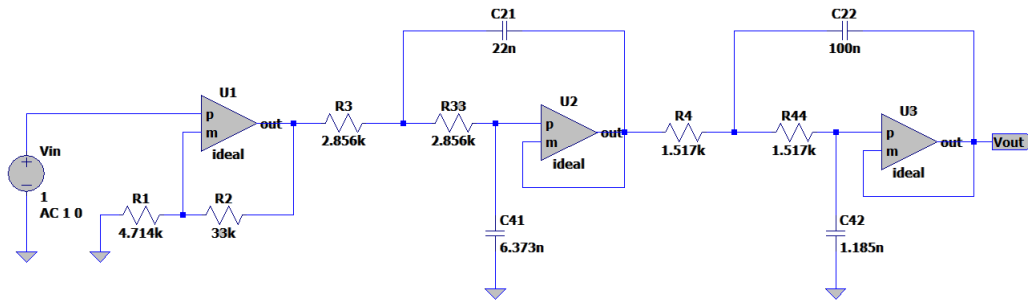 C21
22n
C22
100n
U1
p
m
out
ideal
R3
2.856k
R33
2.856k
U2
p
m
out
ideal
R4
1.517k
R44
1.517k
U3
p
m
out
ideal
Vout
Vin
1
AC 1 0
R1
4.714k
R2
33k
C41
6.373n
C42
1.185n